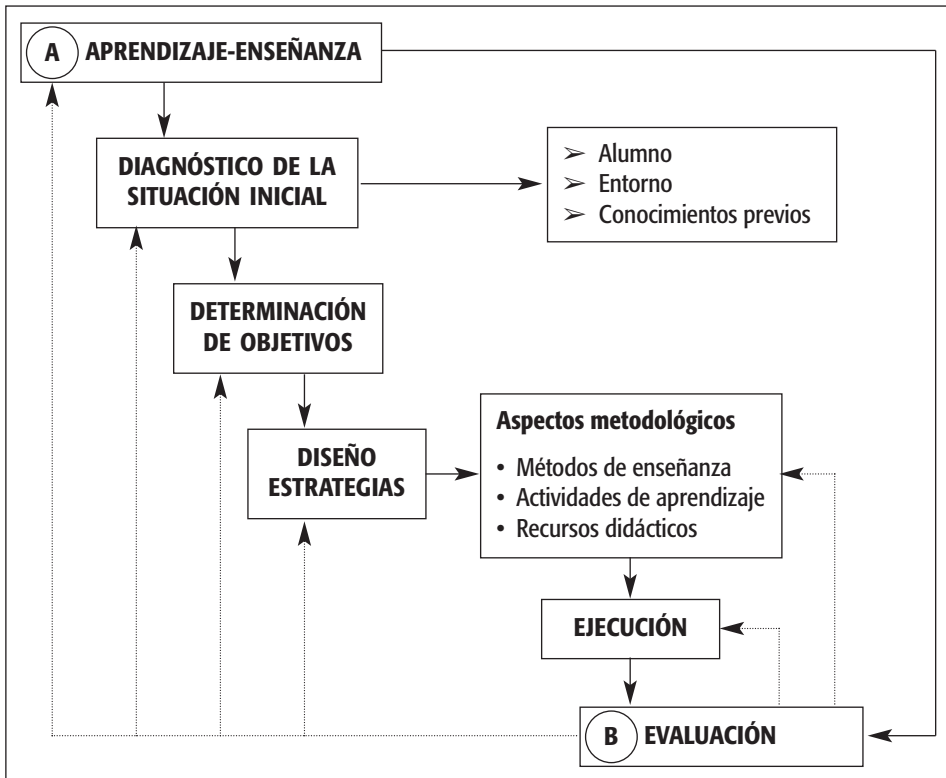 A APRENDIZAJE-ENSEÑANZA
DIAGNÓSTICO DE LA
SITUACIÓN INICIAL
➢ Alumno
➢ Entorno
➢ Conocimientos previos
DETERMINACIÓN
DE OBJETIVOS
DISEÑO
ESTRATEGIAS
Aspectos metodológicos
• Métodos de enseñanza
• Actividades de aprendizaje
• Recursos didácticos
EJECUCIÓN
B EVALUACIÓN